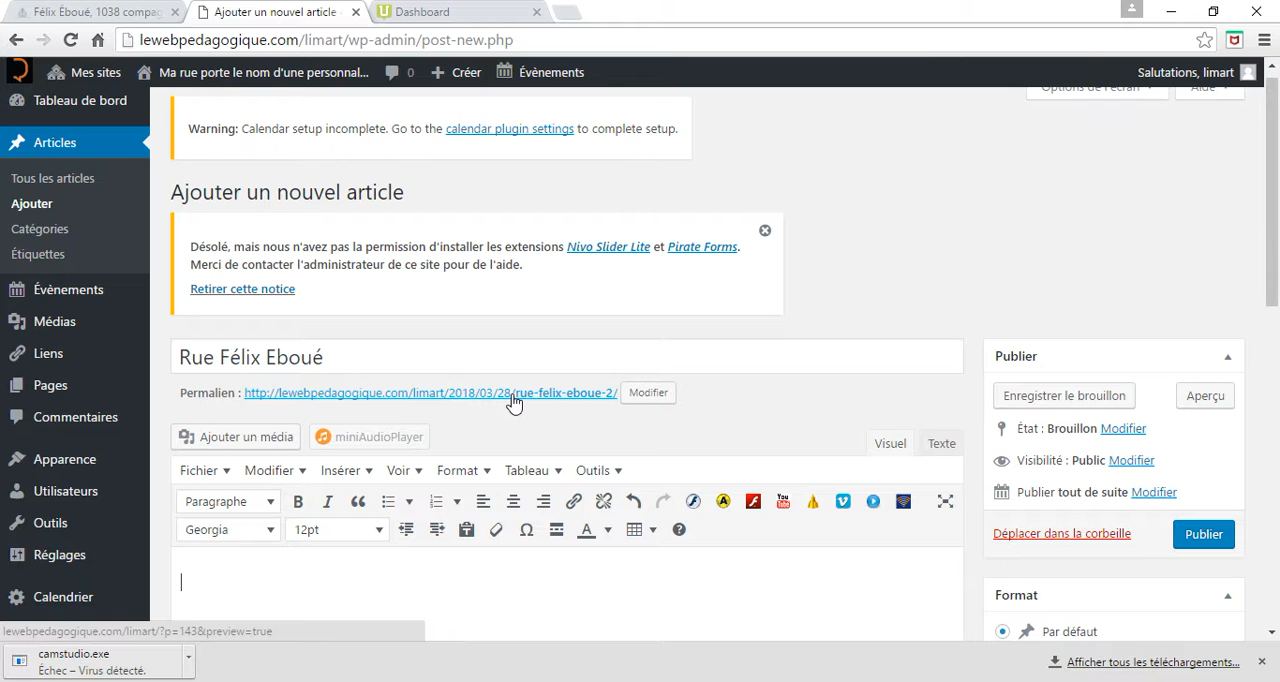 Félix Éboué, 1038 compag
Ajouter un nouvel article
Dashboard
lewebpedagogique.com/limart/wp-admin/post-new.php
Mes sites
Ma rue porte le nom d'une personnal...
0
Créer
Évènements
Salutations, limart
Tableau de bord
Articles
Tous les articles
Ajouter
Catégories
Étiquettes
Évènements
Médias
Liens
Pages
Commentaires
Apparence
Utilisateurs
Outils
Réglages
Calendrier
Options de l'écran
Aide
Warning: Calendar setup incomplete. Go to the calendar plugin settings to complete setup.
Ajouter un nouvel article
Désolé, mais nous n'avez pas la permission d'installer les extensions Nivo Slider Lite et Pirate Forms.
Merci de contacter l'administrateur de ce site pour de l'aide.
Retirer cette notice
Rue Félix Eboué
Permalien : http://lewebpedagogique.com/limart/2018/03/28/rue-felix-eboue-2/ Modifier
Ajouter un média
miniAudioPlayer
Visuel
Texte
Fichier
Modifier
Insérer
Voir
Format
Tableau
Outils
Paragraphe
Georgia
12pt
Publier
Enregistrer le brouillon
Aperçu
État : Brouillon Modifier
Visibilité : Public Modifier
Publier tout de suite Modifier
Déplacer dans la corbeille
Publier
Format
Par défaut
lewebpedagogique.com/limart/?p=143&preview=true
camstudio.exe
Échec – Virus détecté.
Afficher tous les téléchargements...